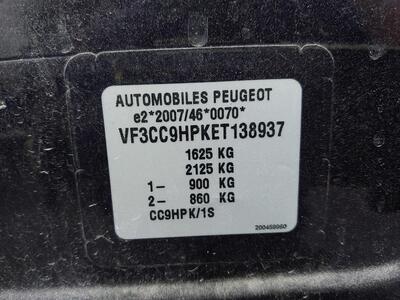 AUTOMOBILES PEUGEOT
e2*2007/46*0070*
VF3CC9HPKET138937
1625 KG
2125 KG
1- 900 KG
2- 860 KG
CC9HPK/1S